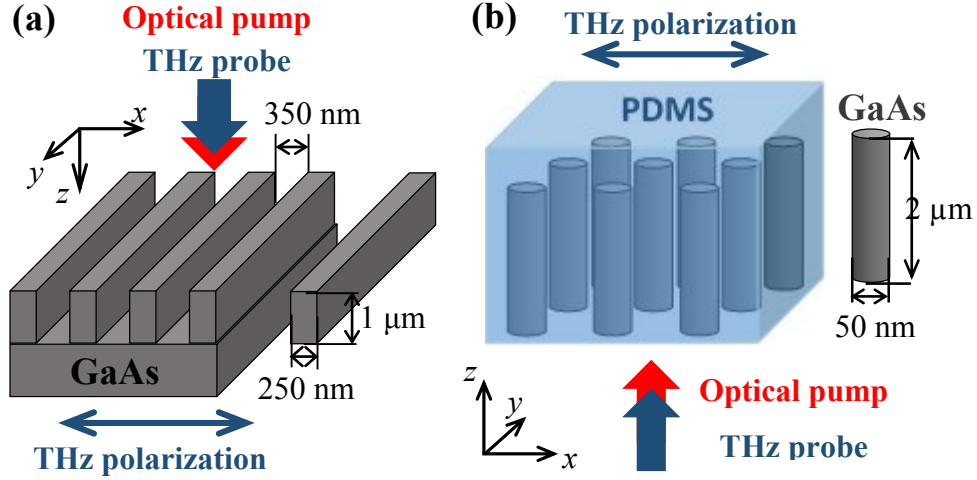 (a)
Optical pump
THz probe
350 nm
x
y
z
1 µm
GaAs
250 nm
THz polarization
(b)
THz polarization
PDMS
GaAs
2 µm
50 nm
z
y
x
Optical pump
THz probe